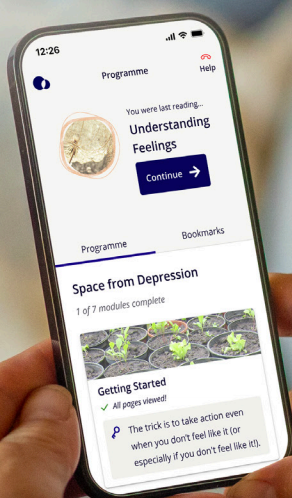 12:26
Programme
Help
You were last reading...
Understanding
Feelings
Continue
Programme
Bookmarks
Space from Depression
1 of 7 modules complete
Getting Started
All pages viewed!
The trick is to take action even
when you don't feel like it (or
especially if you don't feel like it!).